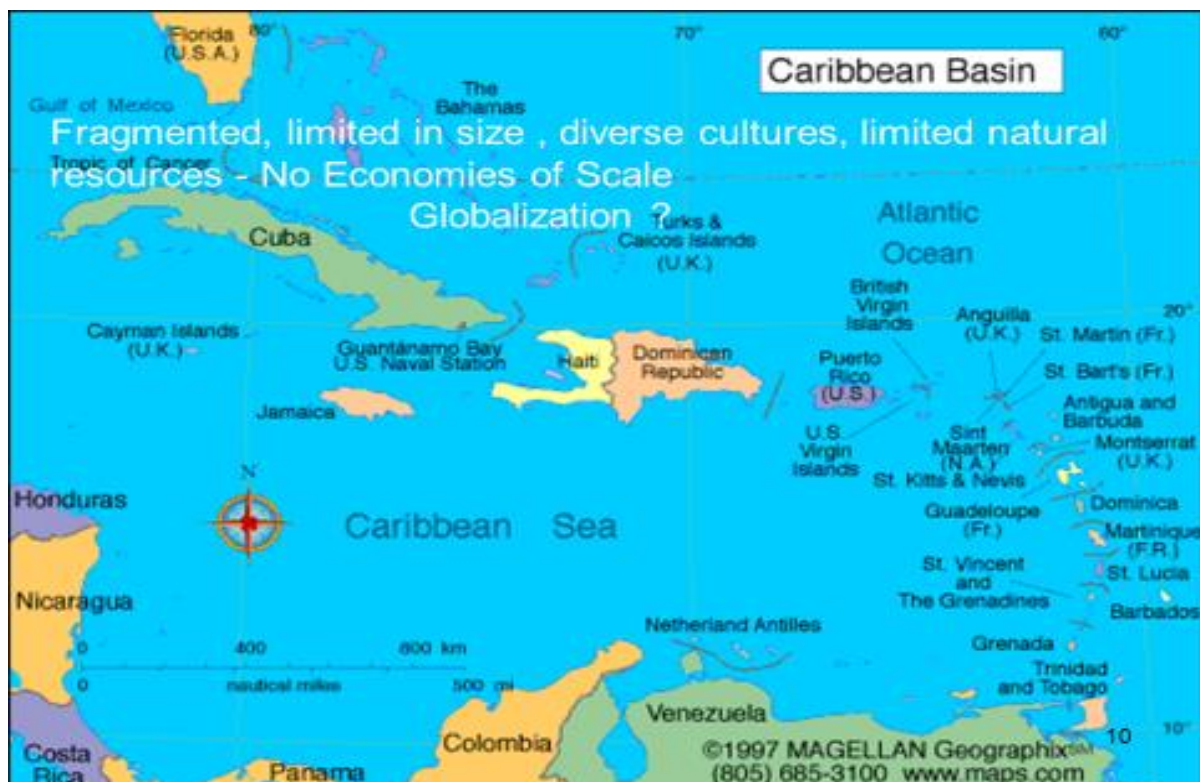 Florida
(U.S.A.)
80°
70°
60°
Caribbean Basin
Gulf of Mexico
The
Bahamas
Fragmented, limited in size , diverse cultures, limited natural
Tropic of Cancer
resources - No Economies of Scale
Globalization ?
Cuba
Turks &
Caicos Islands
(U.K.)
Atlantic
Ocean
British
Virgin
Islands
Anguilla
(U.K.)
20°
St. Martin (Fr.)
Cayman Islands
(U.K.)
Guantánamo Bay
U.S. Naval Station
Haiti
Dominican
Republic
Puerto
Rico
(U.S.)
St. Bart's (Fr.)
Jamaica
Antigua and
Barbuda
U.S.
Virgin
Islands
Sint
Maarten
(N.A.)
Montserrat
(U.K.)
St. Kitts & Nevis
N
Honduras
Caribbean Sea
Guadeloupe
(Fr.)
Dominica
Martinique
(F.R.)
St. Vincent
and
The Grenadines
St. Lucia
Nicaragua
Barbados
Netherland Antilles
Grenada
0 400 800 km
0 nautical miles 500 mi
Trinidad
and Tobago
Venezuela
10
10°
Costa
Rica
Panama
Colombia
©1997 MAGELLAN Geographix℠
(805) 685-3100 www.maps.com